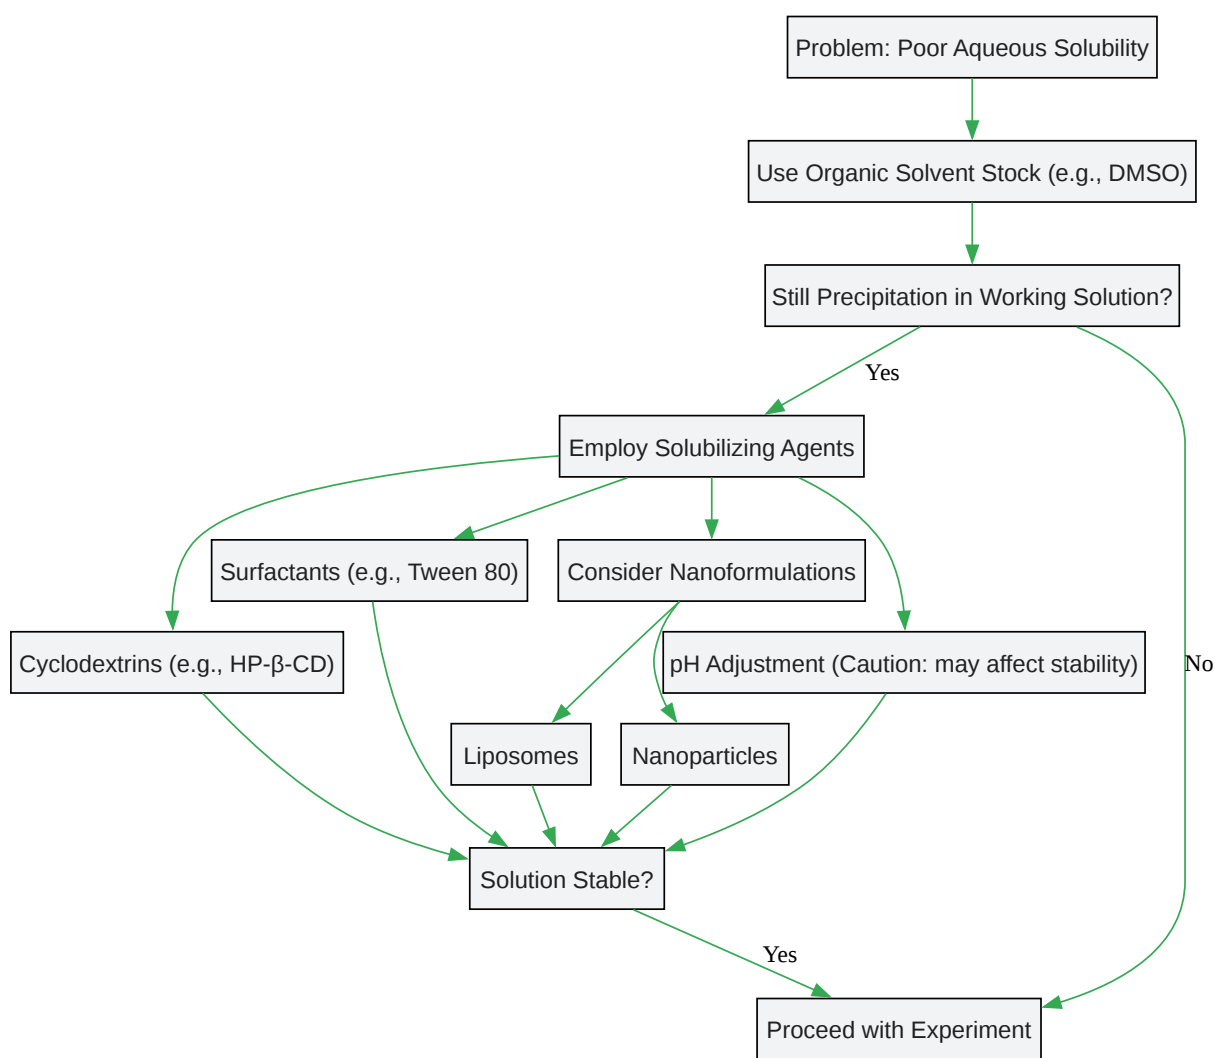 Problem: Poor Aqueous Solubility
Use Organic Solvent Stock (e.g., DMSO)
Still Precipitation in Working Solution?
Yes
Employ Solubilizing Agents
Surfactants (e.g., Tween 80)
Consider Nanoformulations
Cyclodextrins (e.g., HP-β-CD)
pH Adjustment (Caution: may affect stability)
No
Liposomes
Nanoparticles
Solution Stable?
Yes
Proceed with Experiment